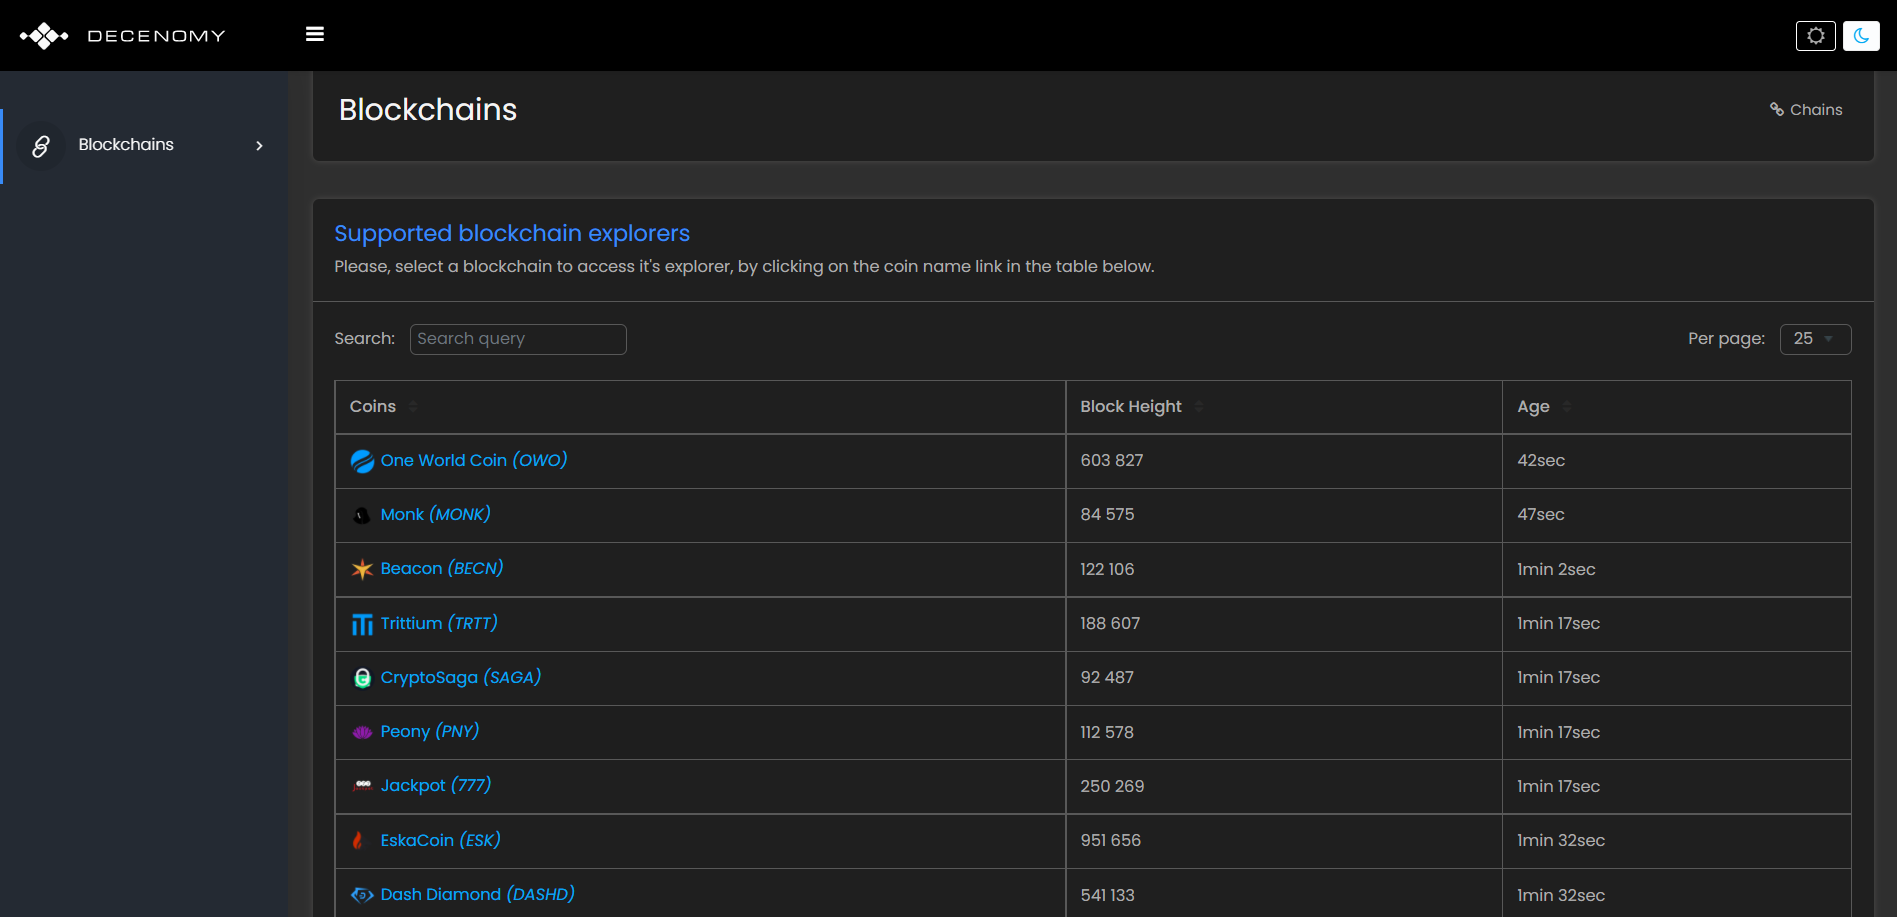 DECENOMY
Blockchains
Blockchains
Chains
Supported blockchain explorers
Please, select a blockchain to access it's explorer, by clicking on the coin name link in the table below.
Search: Search query Per page: 25
Coins Block Height Age
One World Coin (OWO) 603 827 42sec
Monk (MONK) 84 575 47sec
Beacon (BECN) 122 106 1min 2sec
Trittium (TRTT) 188 607 1min 17sec
CryptoSaga (SAGA) 92 487 1min 17sec
Peony (PNY) 112 578 1min 17sec
Jackpot (777) 250 269 1min 17sec
EskaCoin (ESK) 951 656 1min 32sec
Dash Diamond (DASHD) 541 133 1min 32sec